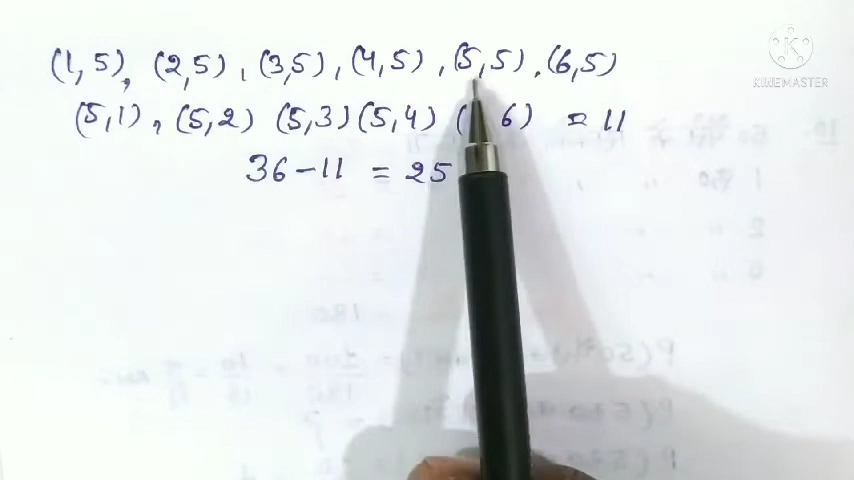 (1,5), (2,5), (3,5), (4,5), (5,5), (6,5)
(5,1), (5,2) (5,3) (5,4) ( 6) = 11
36-11 = 25
KINEMASTER